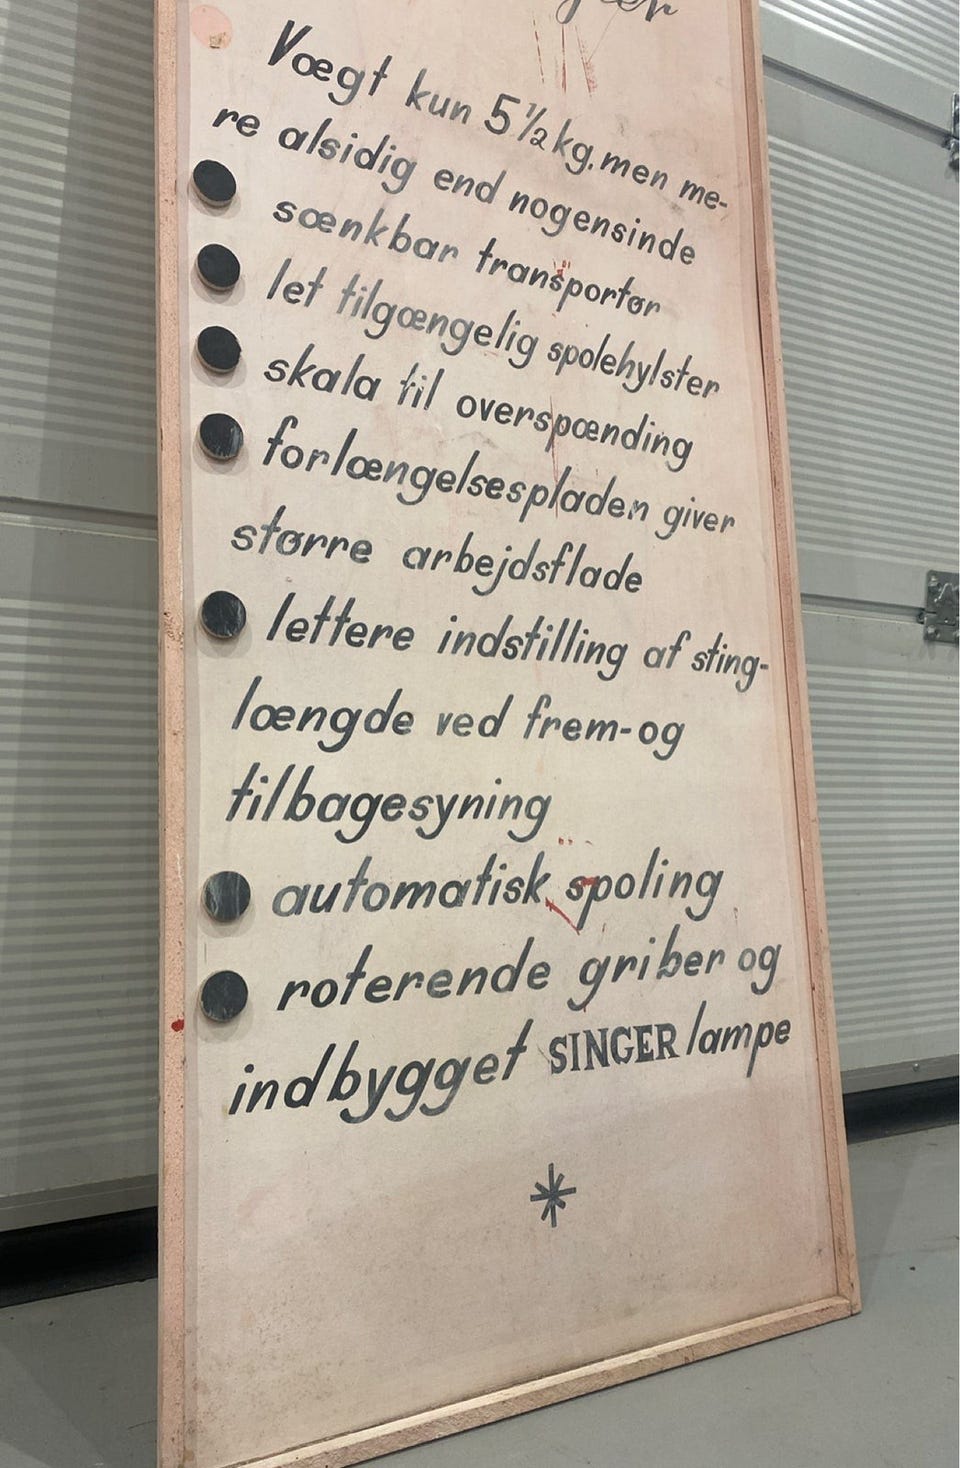 Vægt kun 5½ kg. men me-
re alsidig end nogensinde
sænkbar transportør
let tilgængelig spolehylster
skala til overspænding
forlængelsespladen giver
større arbejdsflade
lettere indstilling af sting-
længde ved frem-og
tilbagesyning
automatisk spoling
roterende griber og
indbygget SINGER lampe